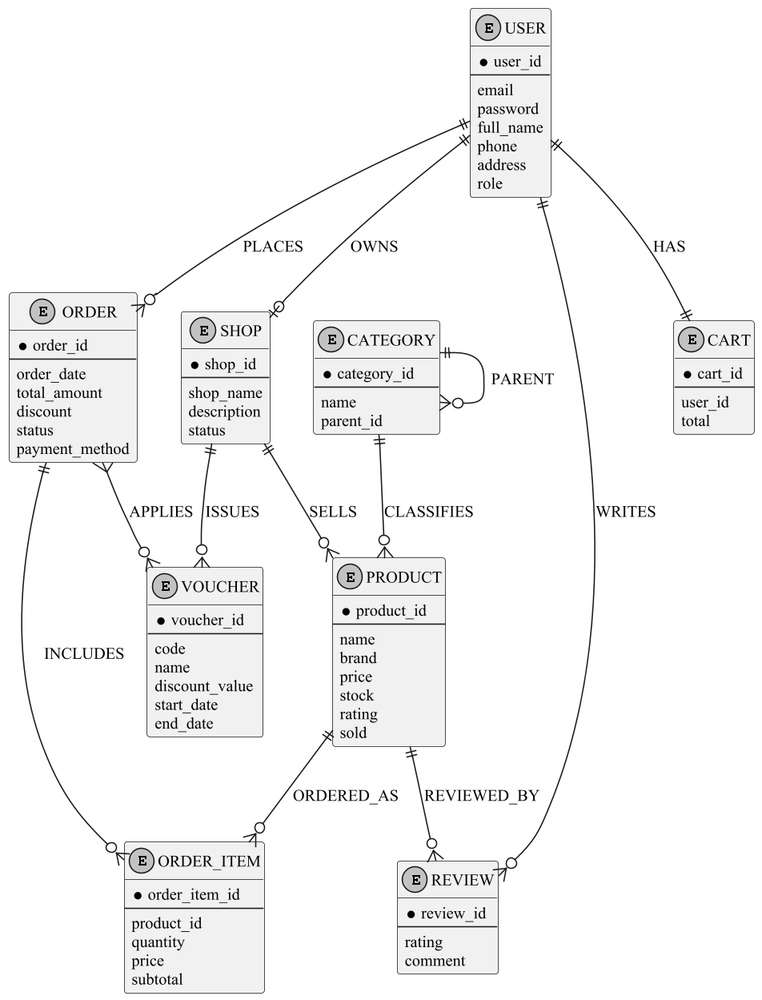 E USER
user_id
email
password
full_name
phone
address
role
PLACES
OWNS
HAS
E ORDER
order_id
order_date
total_amount
discount
status
payment_method
E SHOP
shop_id
shop_name
description
status
E CATEGORY
category_id
name
parent_id
PARENT
E CART
cart_id
user_id
total
APPLIES
ISSUES
SELLS
CLASSIFIES
WRITES
E VOUCHER
voucher_id
code
name
discount_value
start_date
end_date
E PRODUCT
product_id
name
brand
price
stock
rating
sold
INCLUDES
ORDERED_AS
REVIEWED_BY
E ORDER_ITEM
order_item_id
product_id
quantity
price
subtotal
E REVIEW
review_id
rating
comment